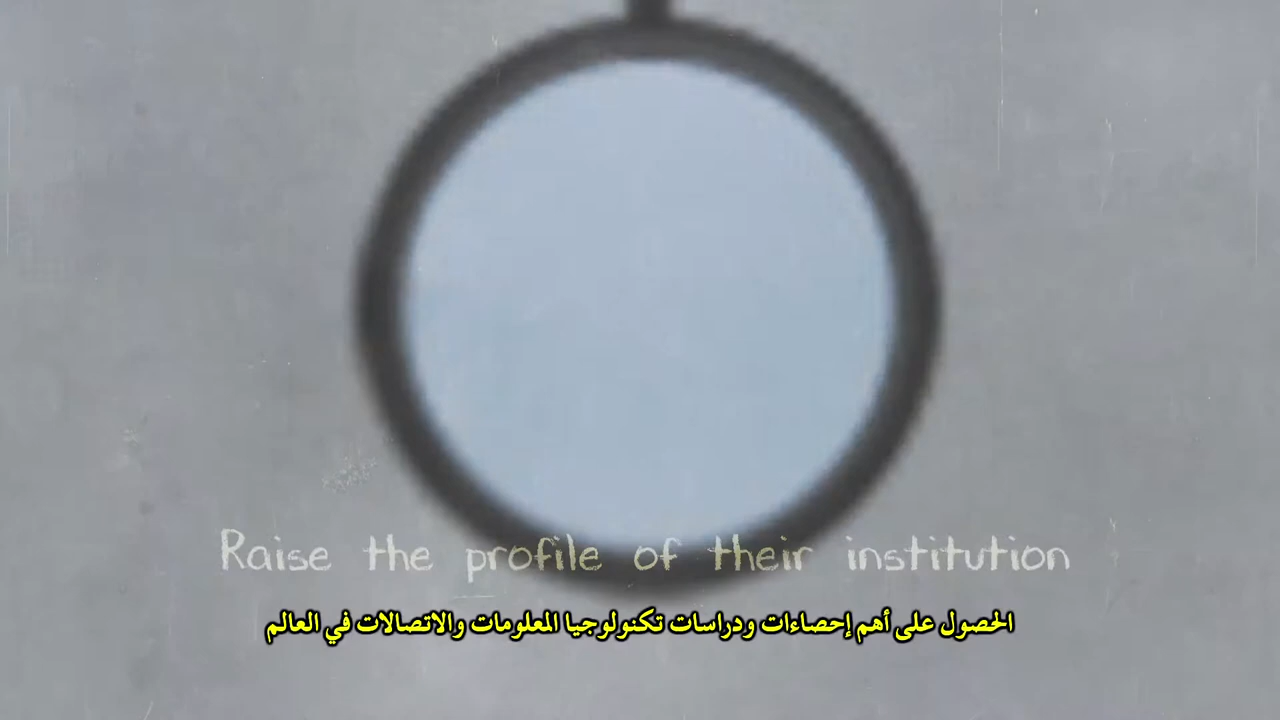 Raise the profile of their institution
الحصول على أهم إحصاءات ودراسات تكنولوجيا المعلومات والاتصالات في العالم